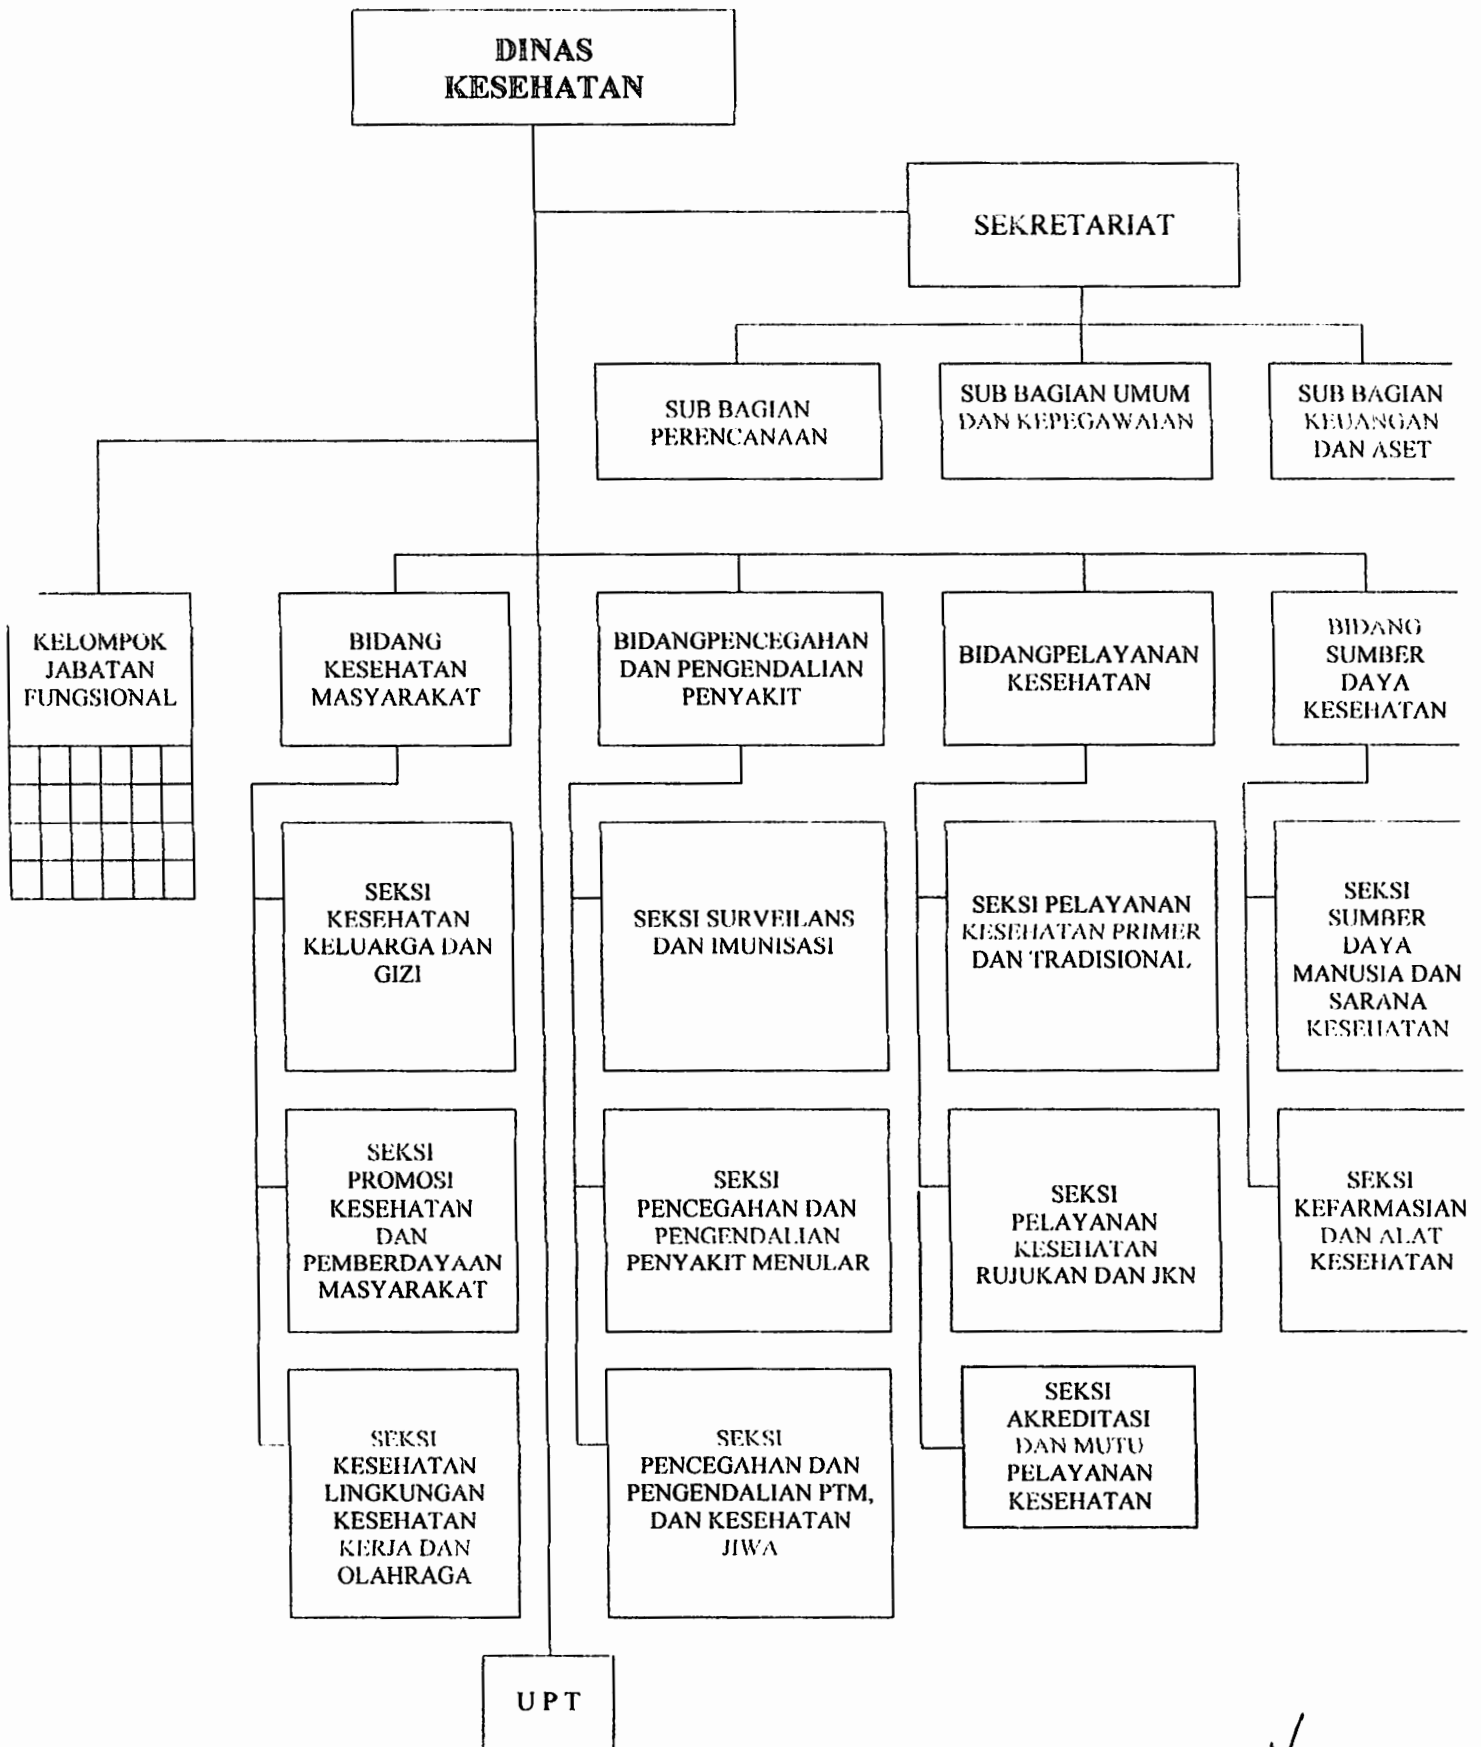 DINAS
KESEHATAN
SEKRETARIAT
SUB BAGIAN
PERENCANAAN
SUB BAGIAN UMUM
DAN KEPEGAWAIAN
SUB BAGIAN
KEUANGAN
DAN ASET
KELOMPOK
JABATAN
FUNGSIONAL
BIDANG
KESEHATAN
MASYARAKAT
BIDANGPENCEGAHAN
DAN PENGENDALIAN
PENYAKIT
BIDANGPELAYANAN
KESEHATAN
BIDANG
SUMBER
DAYA
KESEHATAN
SEKSI
KESEHATAN
KELUARGA DAN
GIZI
SEKSI SURVEILANS
DAN IMUNISASI
SEKSI PELAYANAN
KESEHATAN PRIMER
DAN TRADISIONAL
SEKSI
SUMBER
DAYA
MANUSIA DAN
SARANA
KESEHATAN
SEKSI
PROMOSI
KESEHATAN
DAN
PEMBERDAYAAN
MASYARAKAT
SEKSI
PENCEGAHAN DAN
PENGENDALIAN
PENYAKIT MENULAR
SEKSI
PELAYANAN
KESEHATAN
RUJUKAN DAN JKN
SEKSI
KEFARMASIAN
DAN ALAT
KESEHATAN
SEKSI
KESEHATAN
LINGKUNGAN
KESEHATAN
KERJA DAN
OLAHRAGA
SEKSI
PENCEGAHAN DAN
PENGENDALIAN PTM,
DAN KESEHATAN
JIWA
SEKSI
AKREDITASI
DAN MUTU
PELAYANAN
KESEHATAN
U P T